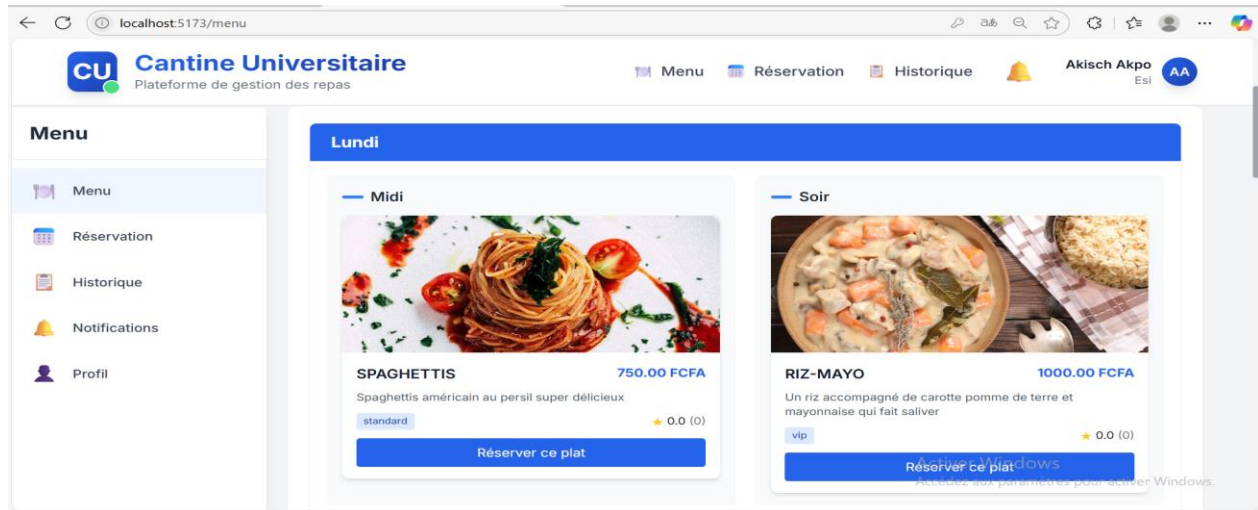 localhost:5173/menu
CU
Cantine Universitaire
Plateforme de gestion des repas
Menu
Réservation
Historique
Akisch Akpo
Esi
AA
Menu
Menu
Réservation
Historique
Notifications
Profil
Lundi
Midi
SPAGHETTIS 750.00 FCFA
Spaghettis américain au persil super délicieux
standard 0.0 (0)
Réserver ce plat
Soir
RIZ-MAYO 1000.00 FCFA
Un riz accompagné de carotte pomme de terre et
mayonnaise qui fait saliver
vip 0.0 (0)
Réserver ce plat
Activer Windows
Accédez aux paramètres pour activer Windows.